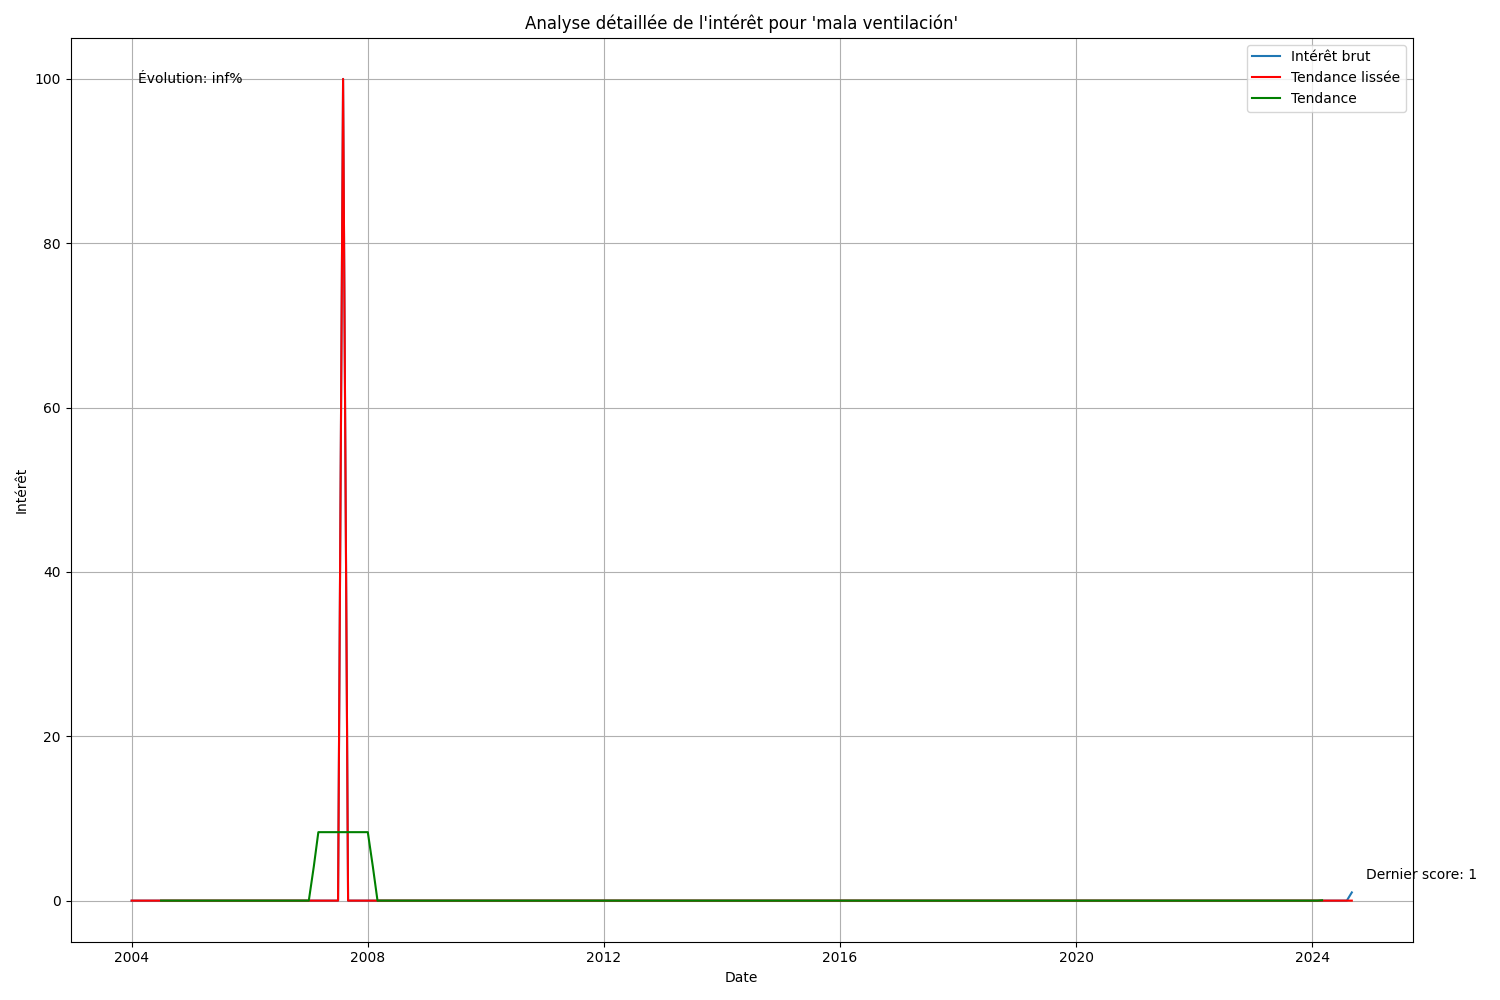 Analyse détaillée de l'intérêt pour 'mala ventilación'
Intérêt brut
Tendance lissée
Tendance
Évolution: inf%
100
80
60
40
20
0
Intérêt
Dernier score: 1
2004
2008
2012
2016
2020
2024
Date